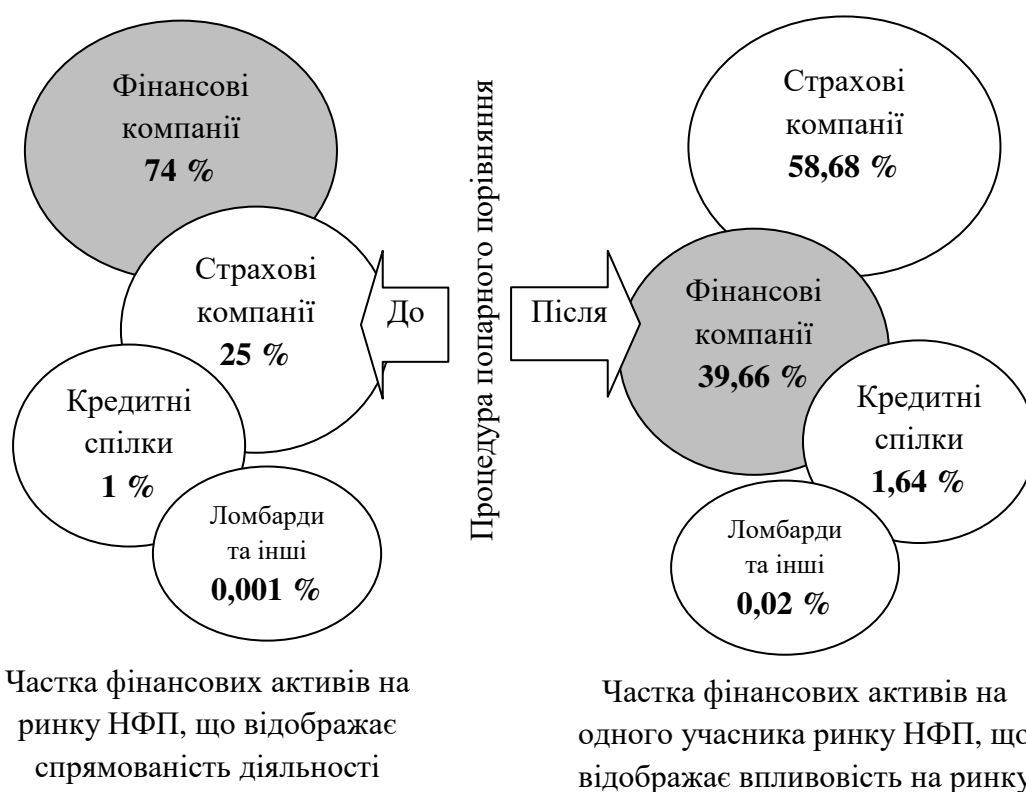 Фінансові
компанії
74 %
Страхові
компанії
25 %
Кредитні
спілки
1 %
Ломбарди
та інші
0,001 %
До
Процедура попарного порівняння
Після
Страхові
компанії
58,68 %
Фінансові
компанії
39,66 %
Кредитні
спілки
1,64 %
Ломбарди
та інші
0,02 %
Частка фінансових активів на
ринку НФП, що відображає
спрямованість діяльності
Частка фінансових активів на
одного учасника ринку НФП, що
відображає впливовість на ринку